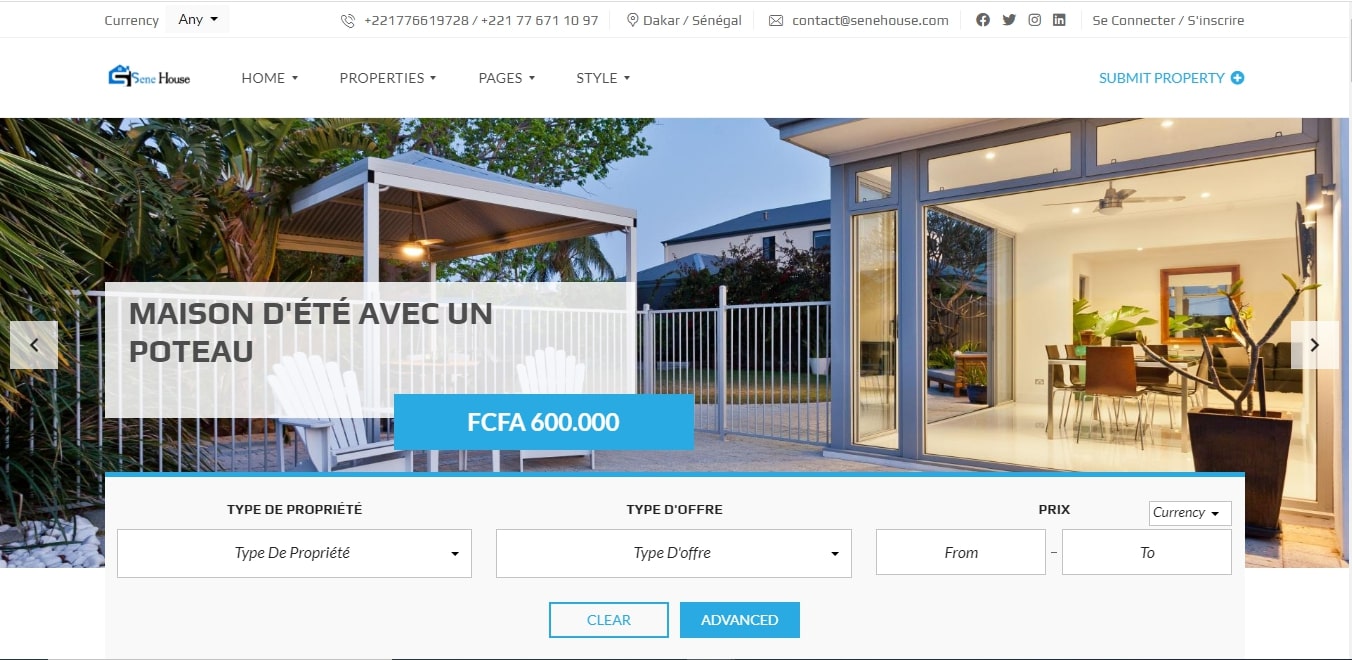 Currency Any +221776619728 / +221 77 671 10 97 Dakar / Sénégal contact@senehouse.com Se Connecter / S'inscrire
Sene House HOME PROPERTIES PAGES STYLE SUBMIT PROPERTY
MAISON D'ÉTÉ AVEC UN
POTEAU
FCFA 600.000
TYPE DE PROPRIÉTÉ TYPE D'OFFRE PRIX Currency
Type De Propriété Type D'offre From – To
CLEAR ADVANCED